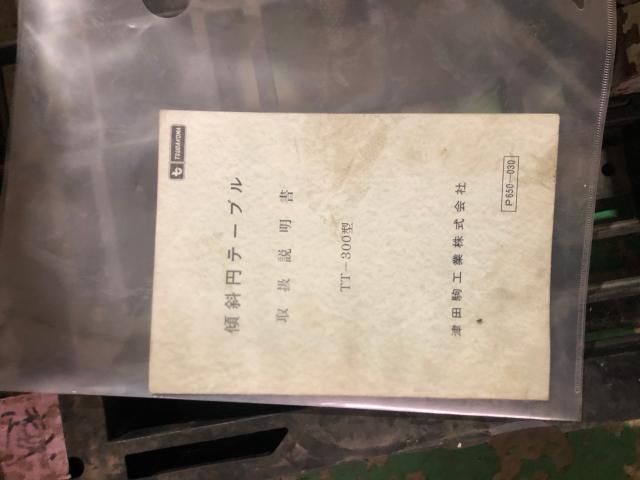 TSUDAKOMA
傾斜円テーブル
取扱説明書
TT-300型
津田駒工業株式会社
P650-030